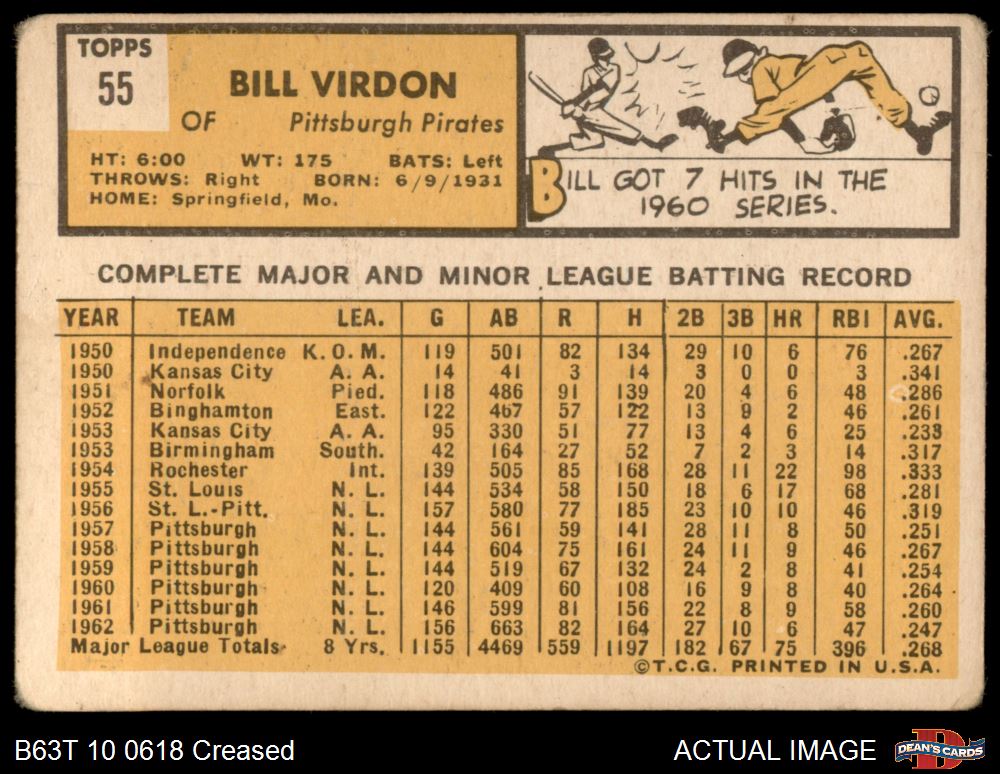 TOPPS
55
BILL VIRDON
OF Pittsburgh Pirates
HT: 6:00 WT: 175 BATS: Left
THROWS: Right BORN: 6/9/1931
HOME: Springfield, Mo.
BILL GOT 7 HITS IN THE
1960 SERIES.
COMPLETE MAJOR AND MINOR LEAGUE BATTING RECORD
YEAR TEAM LEA. G AB R H 2B 3B HR RBI AVG.
1950 Independence K.O.M. 119 501 82 134 29 10 6 76 .267
1950 Kansas City A. A. 14 41 3 14 3 0 0 3 .341
1951 Norfolk Pied. 118 486 91 139 20 4 6 48 .286
1952 Binghamton East. 122 467 57 122 13 9 2 46 .261
1953 Kansas City A. A. 95 330 51 77 13 4 6 25 .233
1953 Birmingham South. 42 164 27 52 7 2 3 14 .317
1954 Rochester Int. 139 505 85 168 28 11 22 98 .333
1955 St. Louis N. L. 144 534 58 150 18 6 17 68 .281
1956 St. L.-Pitt. N. L. 157 580 77 185 23 10 10 46 .319
1957 Pittsburgh N. L. 144 561 59 141 28 11 8 50 .251
1958 Pittsburgh N. L. 144 604 75 161 24 11 9 46 .267
1959 Pittsburgh N. L. 144 519 67 132 24 2 8 41 .254
1960 Pittsburgh N. L. 120 409 60 108 16 9 8 40 .264
1961 Pittsburgh N. L. 146 599 81 156 22 8 9 58 .260
1962 Pittsburgh N. L. 156 663 82 164 27 10 6 47 .247
Major League Totals 8 Yrs. 1155 4469 559 1197 182 67 75 396 .268
©T.C.G. PRINTED IN U.S.A.
B63T 10 0618 Creased
ACTUAL IMAGE
D
DEAN'S CARDS